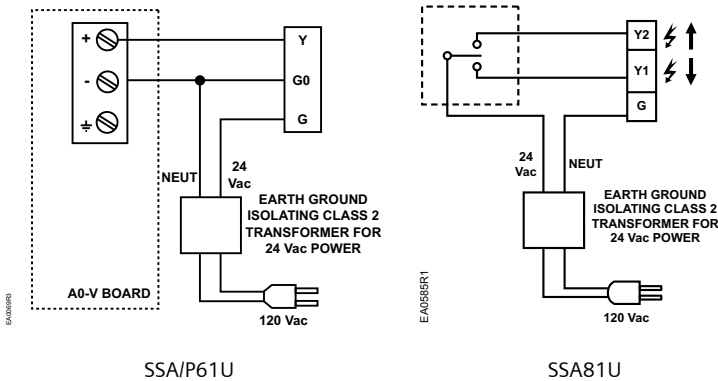 +
-
Y
G0
G
24
Vac
NEUT
EARTH GROUND
ISOLATING CLASS 2
TRANSFORMER FOR
24 Vac POWER
A0-V BOARD
120 Vac
EA0069R3
SSA/P61U
Y2
Y1
G
24
Vac
NEUT
EARTH GROUND
ISOLATING CLASS 2
TRANSFORMER FOR
24 Vac POWER
120 Vac
EA0585R1
SSA81U